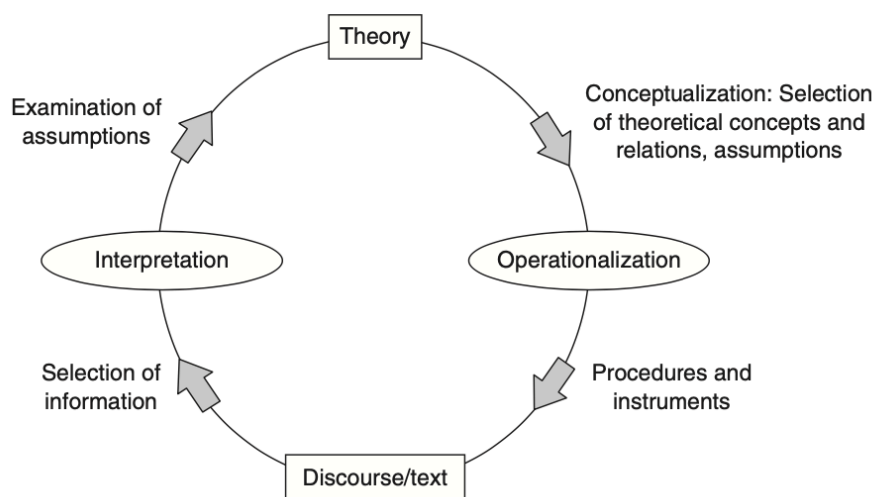 Theory
Examination of
assumptions
Conceptualization: Selection
of theoretical concepts and
relations, assumptions
Interpretation
Operationalization
Selection of
information
Procedures and
instruments
Discourse/text